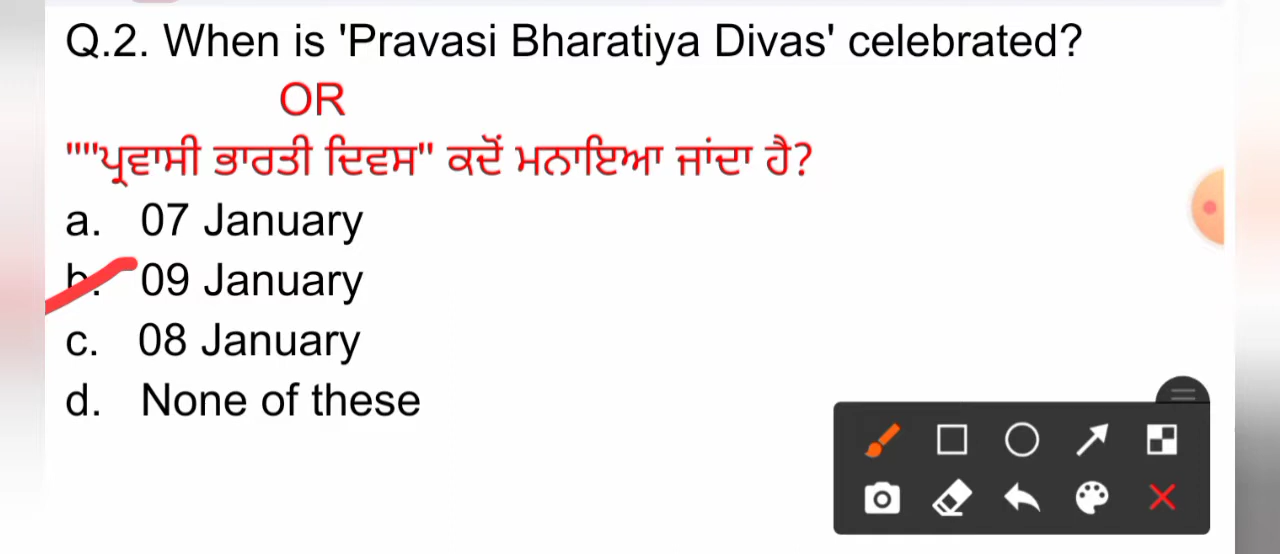 Q.2. When is 'Pravasi Bharatiya Divas' celebrated?
OR
""''ਪ੍ਰਵਾਸੀ ਭਾਰਤੀ ਦਿਵਸ" ਕਦੋਂ ਮਨਾਇਆ ਜਾਂਦਾ ਹੈ?
a. 07 January
b. 09 January
c. 08 January
d. None of these